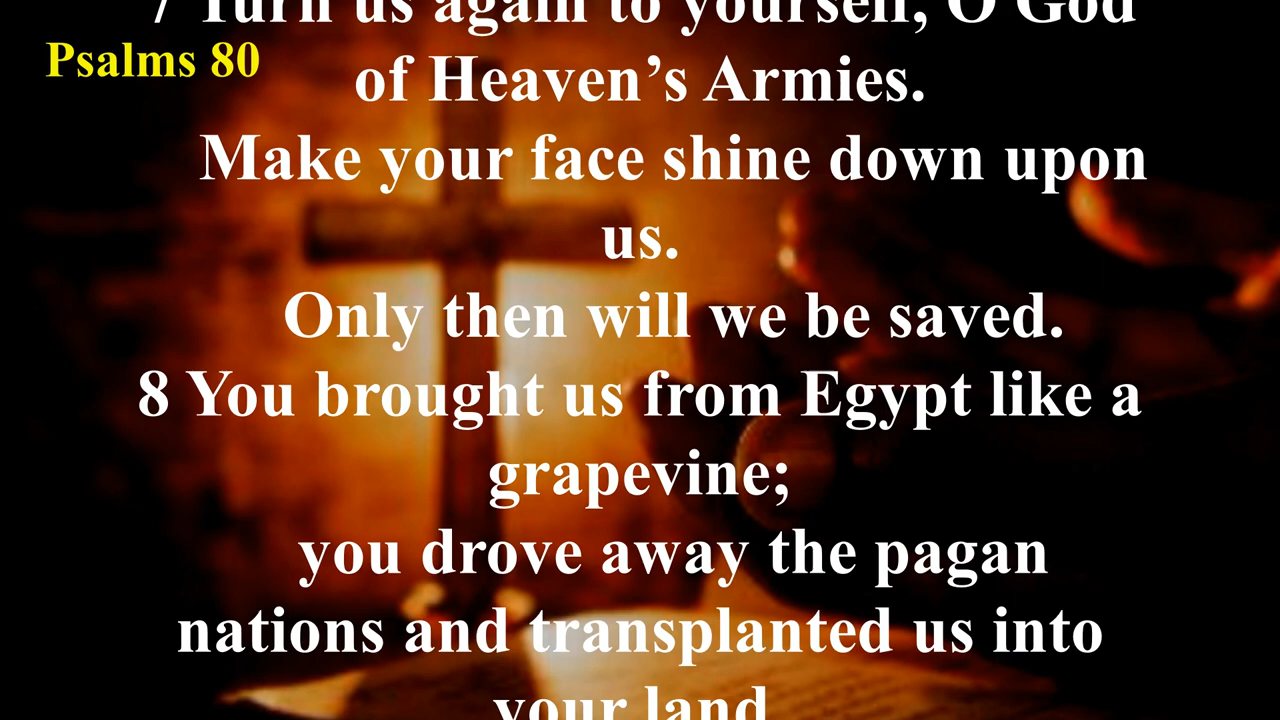 7 Turn us again to yourself, O God
Psalms 80
of Heaven’s Armies.
Make your face shine down upon
us.
Only then will we be saved.
8 You brought us from Egypt like a
grapevine;
you drove away the pagan
nations and transplanted us into
your land